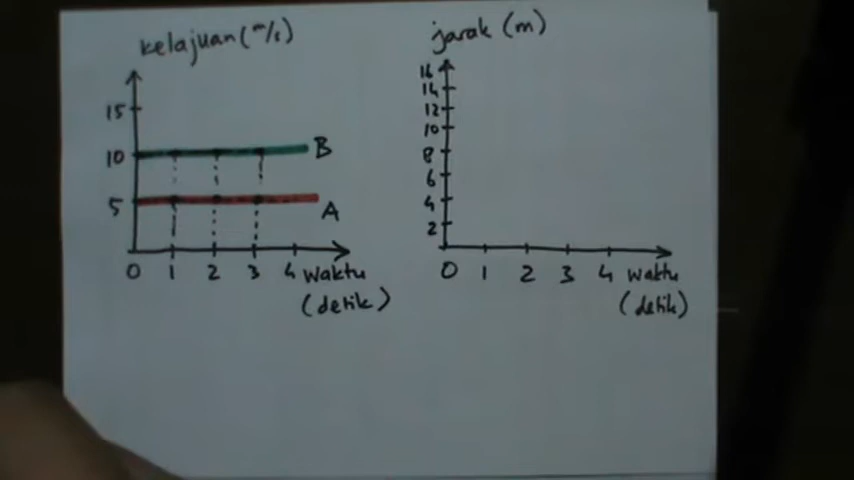 kelajuan (m/s)
15
10
5
B
A
0 1 2 3 4 waktu
(detik)
jarak (m)
16
14
12
10
8
6
4
2
0 1 2 3 4 waktu
(detik)